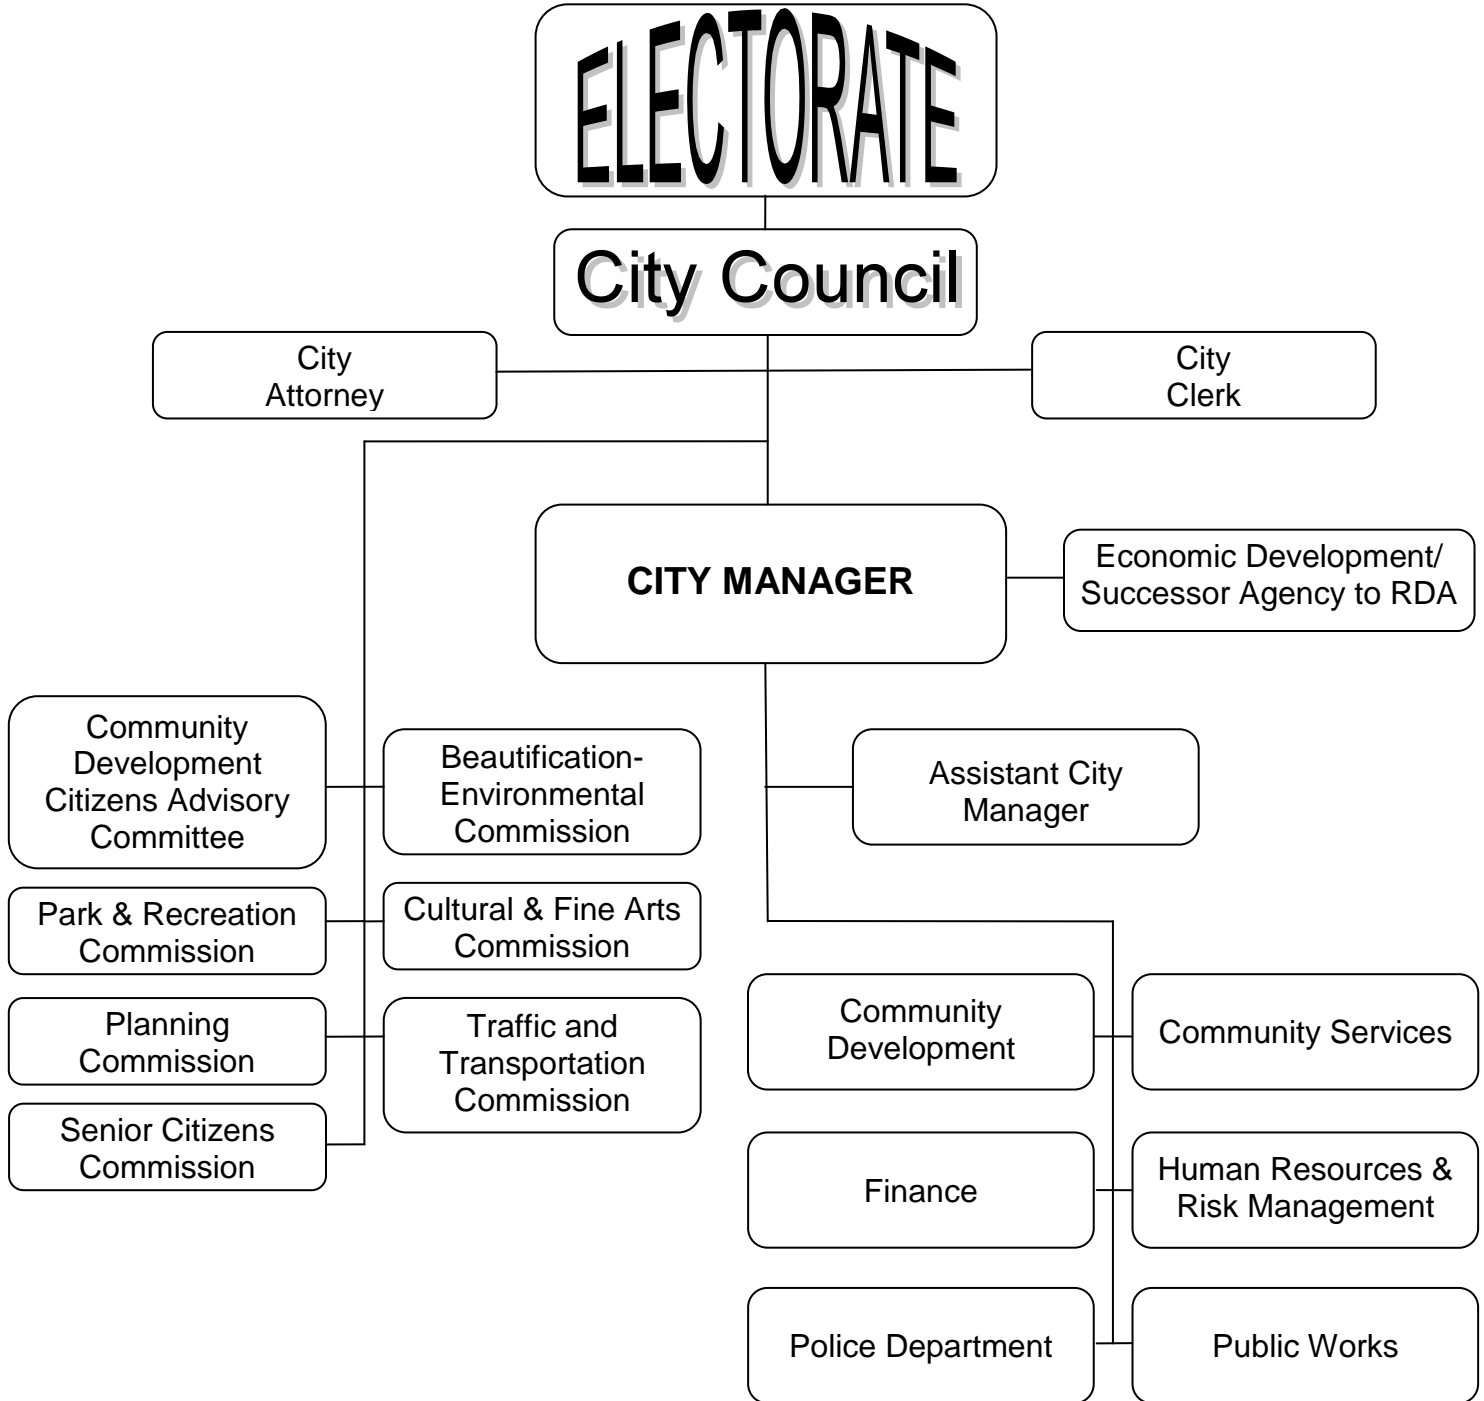 ELECTORATE
City Council
City
Attorney
City
Clerk
CITY MANAGER
Economic Development/
Successor Agency to RDA
Community
Development
Citizens Advisory
Committee
Beautification-
Environmental
Commission
Assistant City
Manager
Park & Recreation
Commission
Cultural & Fine Arts
Commission
Planning
Commission
Traffic and
Transportation
Commission
Senior Citizens
Commission
Community
Development
Community Services
Finance
Human Resources &
Risk Management
Police Department
Public Works